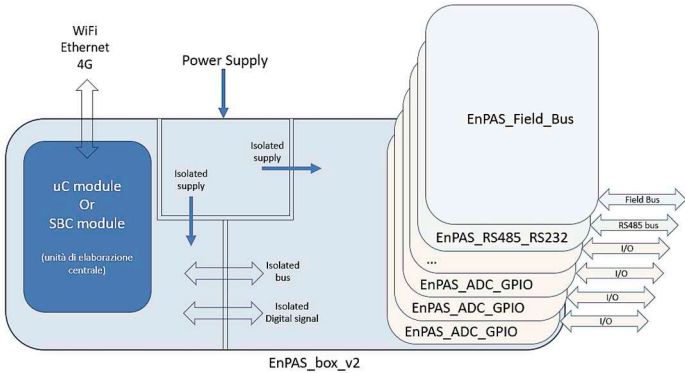 WiFi
Ethernet
4G
Power Supply
EnPAS_Field_Bus
Isolated
supply
Isolated
supply
uC module
Or
SBC module
(unità di elaborazione
centrale)
Field Bus
RS485 bus
EnPAS_RS485_RS232
I/O
...
Isolated
bus
I/O
EnPAS_ADC_GPIO
I/O
Isolated
Digital signal
EnPAS_ADC_GPIO
I/O
EnPAS_ADC_GPIO
EnPAS_box_v2